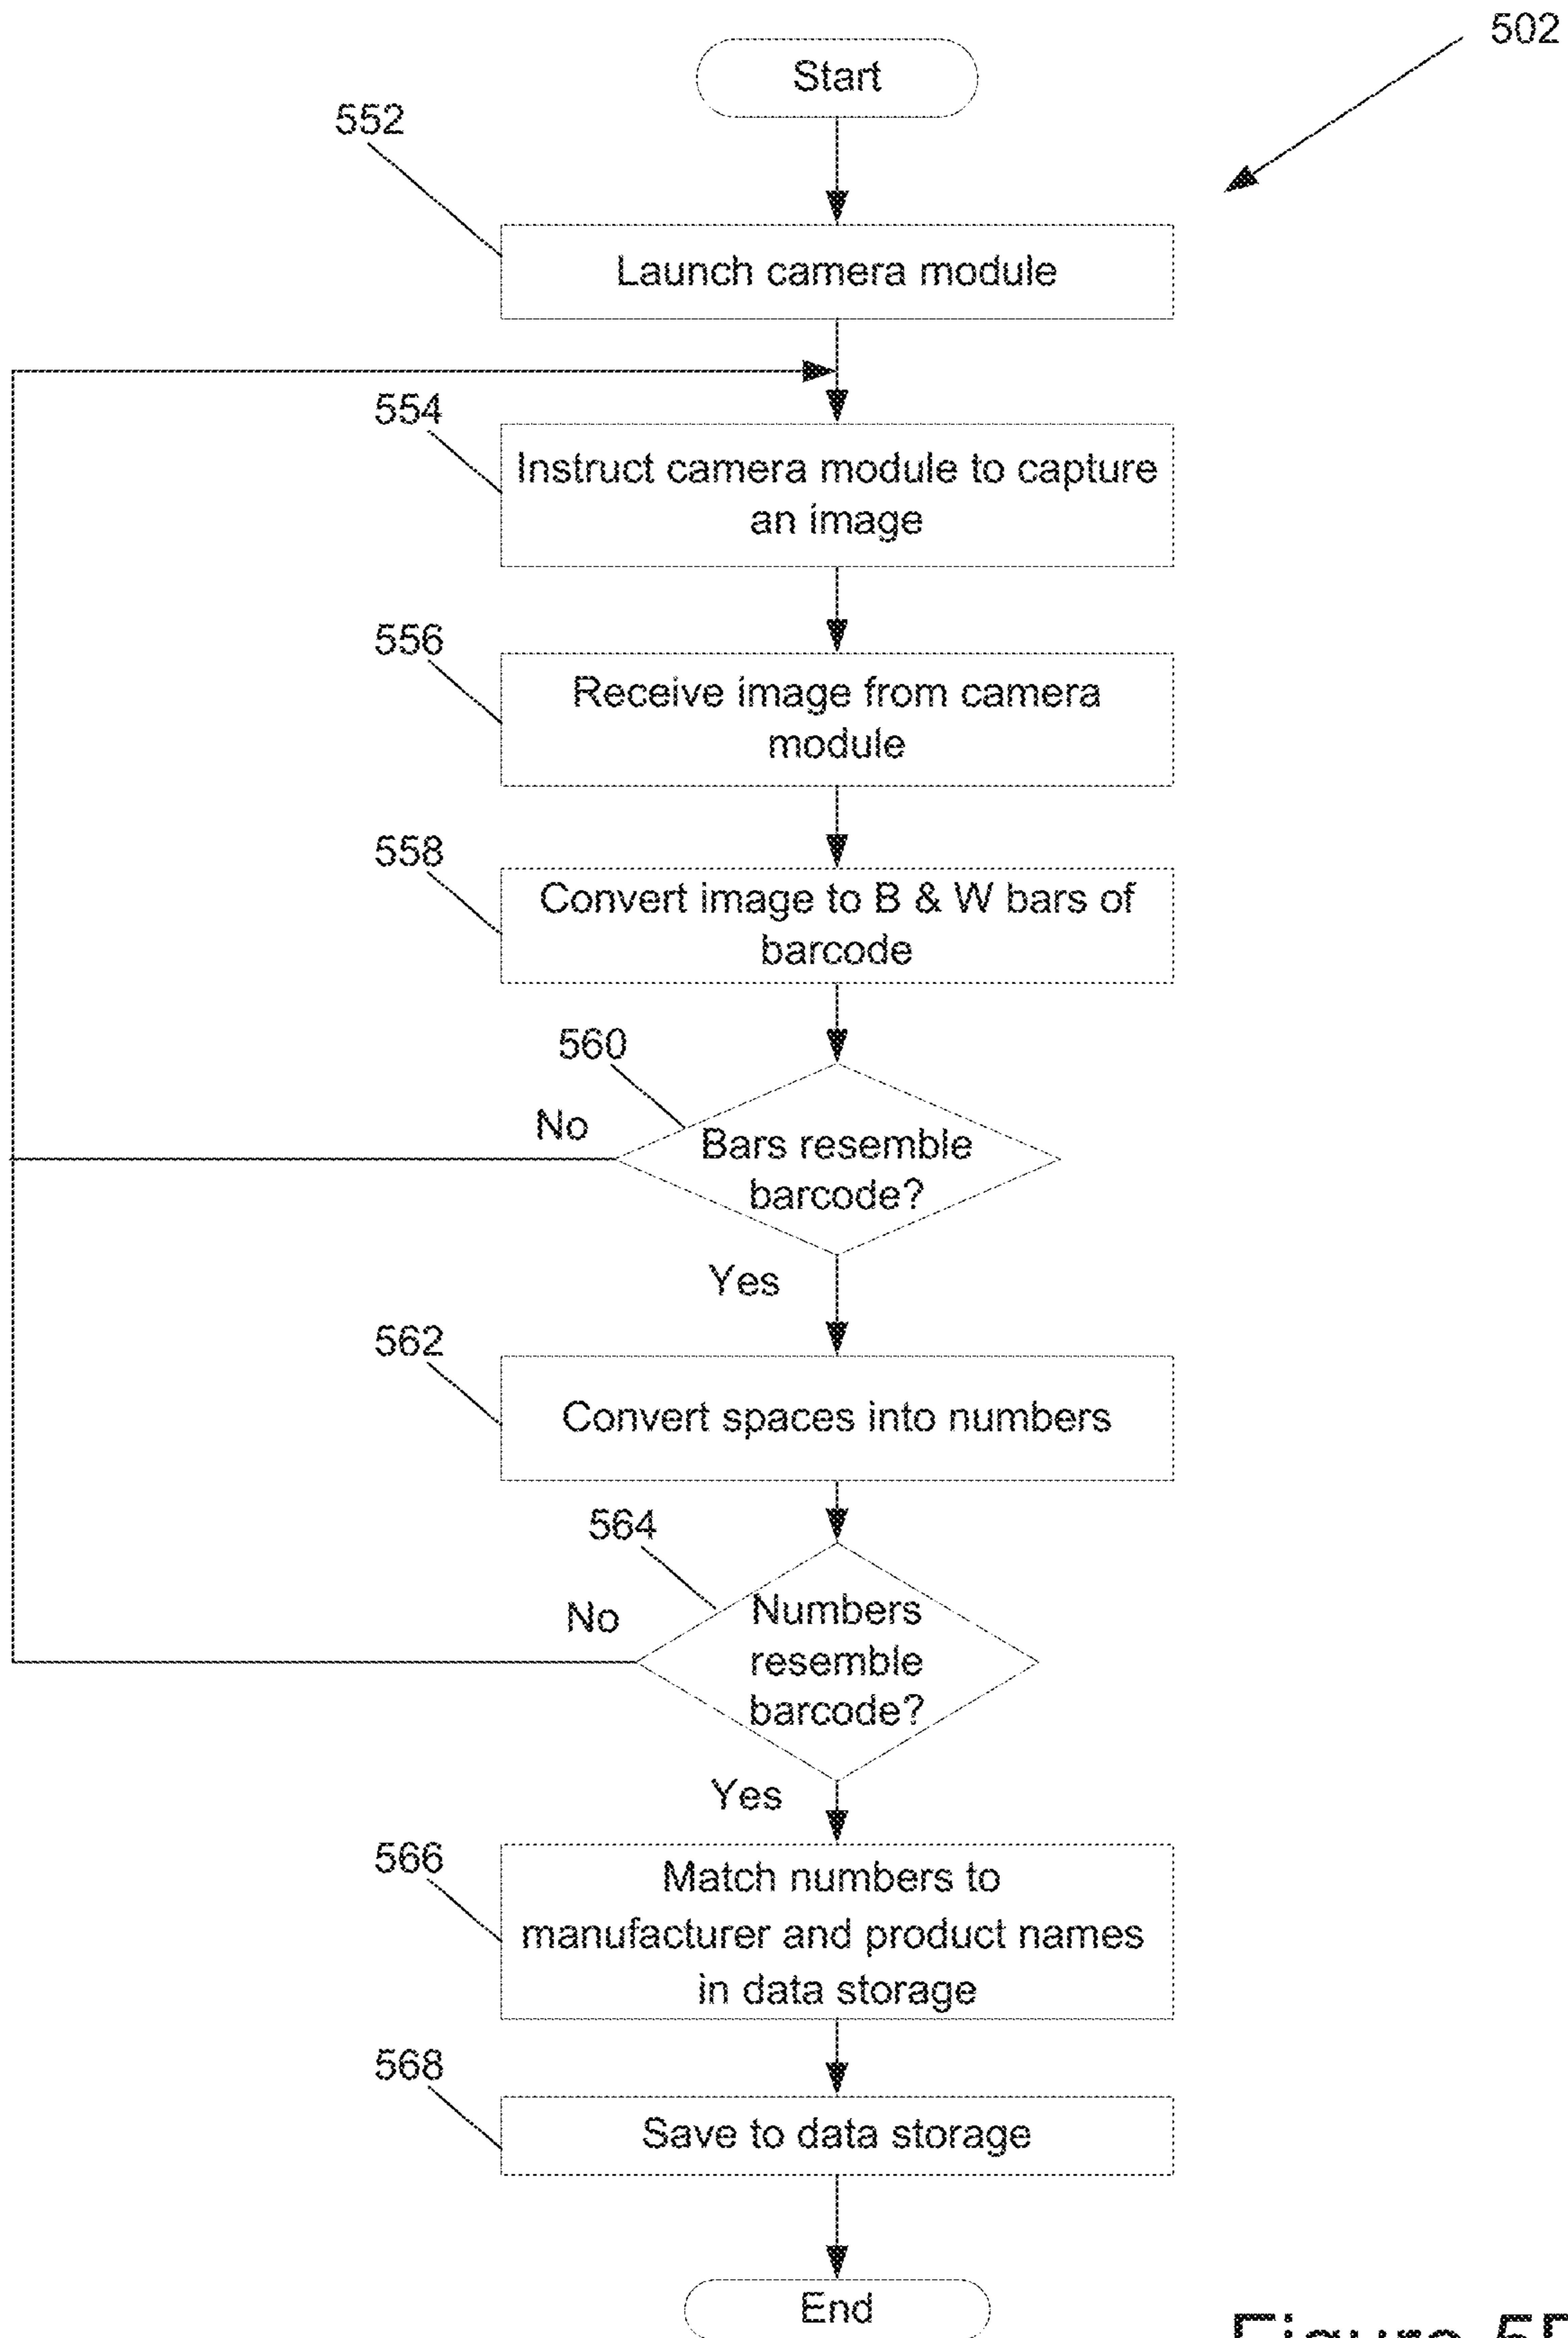 502
Start
552
Launch camera module
554
Instruct camera module to capture
an image
556
Receive image from camera
module
558
Convert image to B & W bars of
barcode
560
No
Bars resemble
barcode?
Yes
562
Convert spaces into numbers
564
No
Numbers
resemble
barcode?
Yes
566
Match numbers to
manufacturer and product names
in data storage
568
Save to data storage
End
Figure